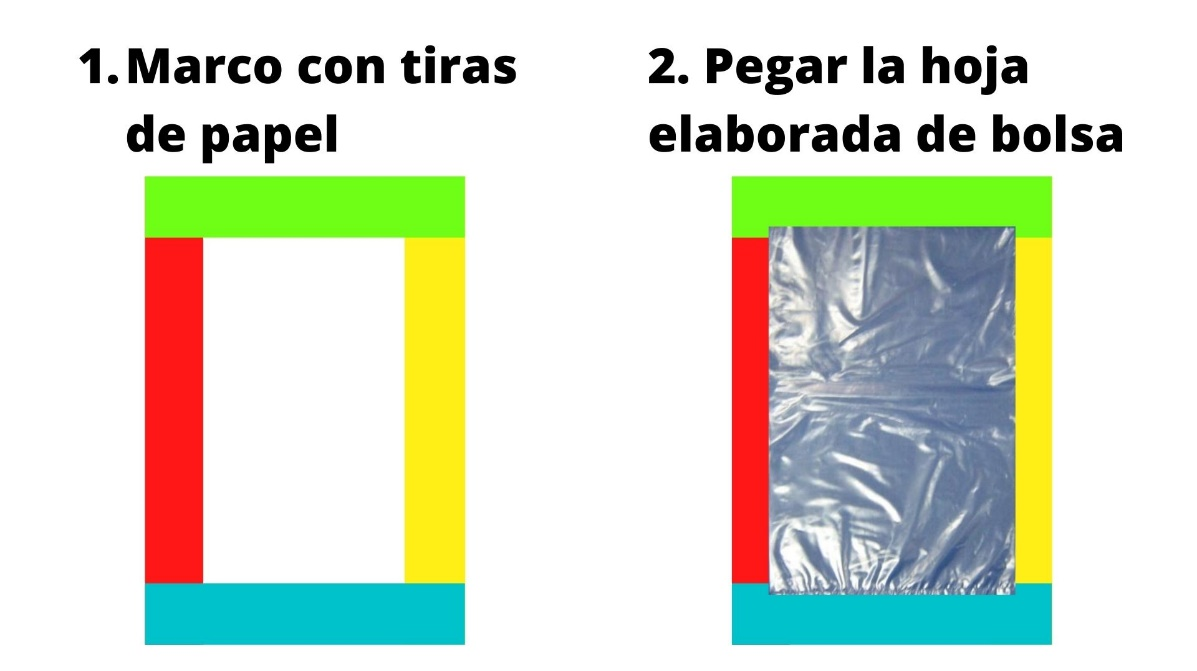 1. Marco con tiras
de papel
2. Pegar la hoja
elaborada de bolsa